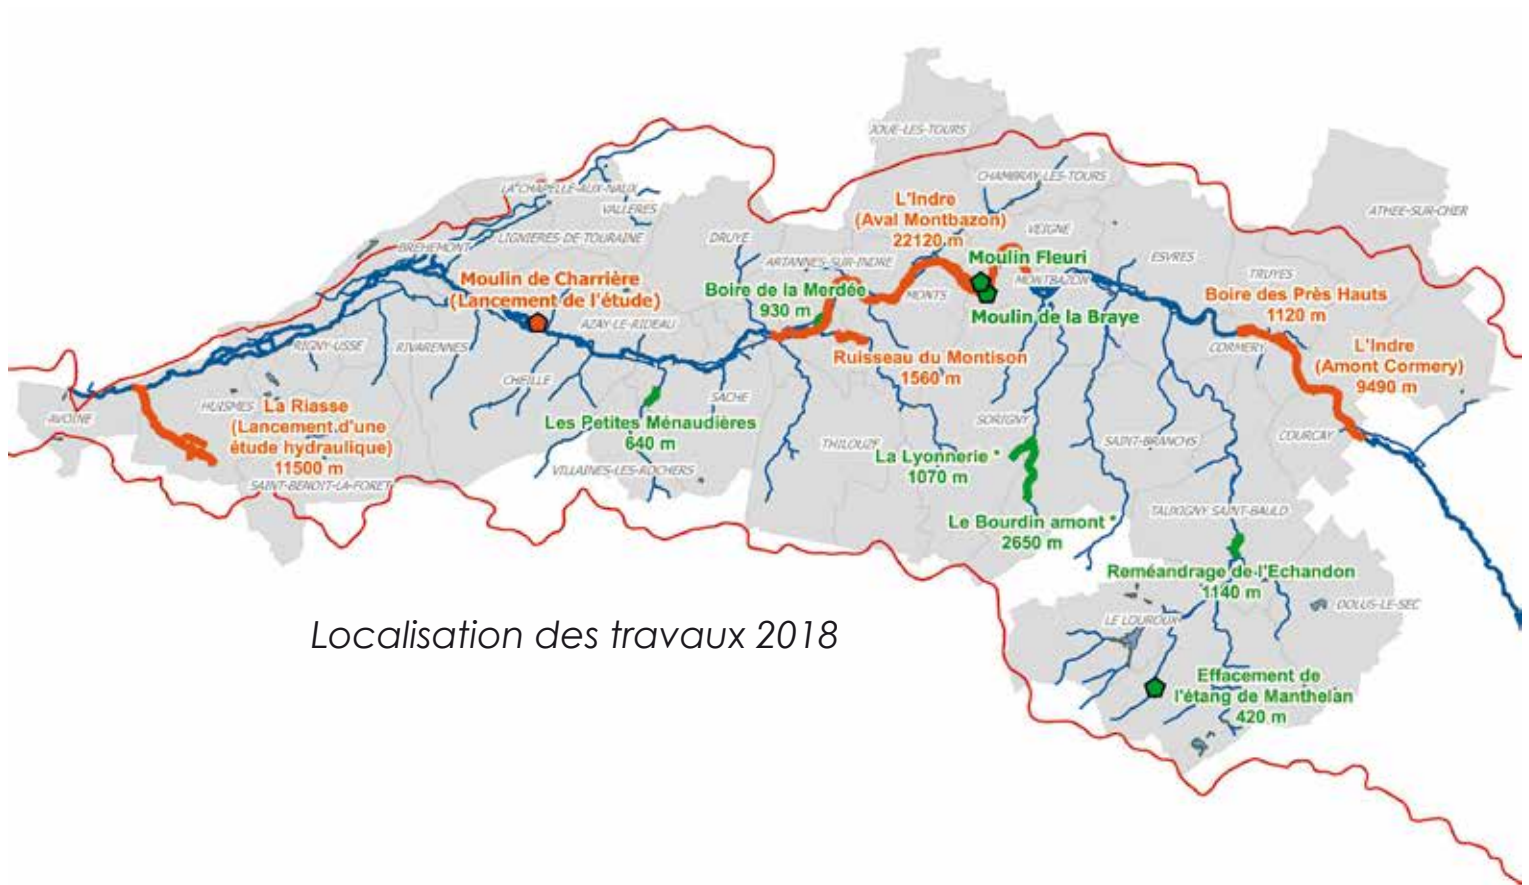 JOUE-LES-TOURS
CHAMBRAY-LES-TOURS
LA CHAPELLE-AUX-NAUX
VALLERES
ATHEE-SUR-CHER
L'Indre
(Aval Montbazon)
22120 m
VEIGNE
BREHEMONT
LIGNIERES-DE-TOURAINE
DRUYE
ARTANNES-SUR-INDRE
Moulin Fleuri
ESVRES
TRUYES
Moulin de Charrière
(Lancement de l'étude)
Boire de la Merdée
930 m
MONTS
MONTBAZON
Boire des Près Hauts
1120 m
Moulin de la Braye
AZAY-LE-RIDEAU
RIGNY-USSE
RIVARENNES
CORMERY
L'Indre
(Amont Cormery)
9490 m
Ruisseau du Montison
1560 m
CHEILLE
SACHE
AVOINE
HUISMES
La Riasse
(Lancement d'une
étude hydraulique)
11500 m
Les Petites Ménaudières
640 m
SORIGNY
THILOUZE
SAINT-BRANCHS
COURCAY
La Lyonnerie *
1070 m
VILLAINES-LES-ROCHERS
SAINT-BENOIT-LA-FORET
Le Bourdin amont *
2650 m
TAUXIGNY SAINT-BAULD
Reméandrage de l'Echandon
1140 m
DOLUS-LE-SEC
LE LOUROUX
Localisation des travaux 2018
Effacement de
l'étang de Manthelan
420 m